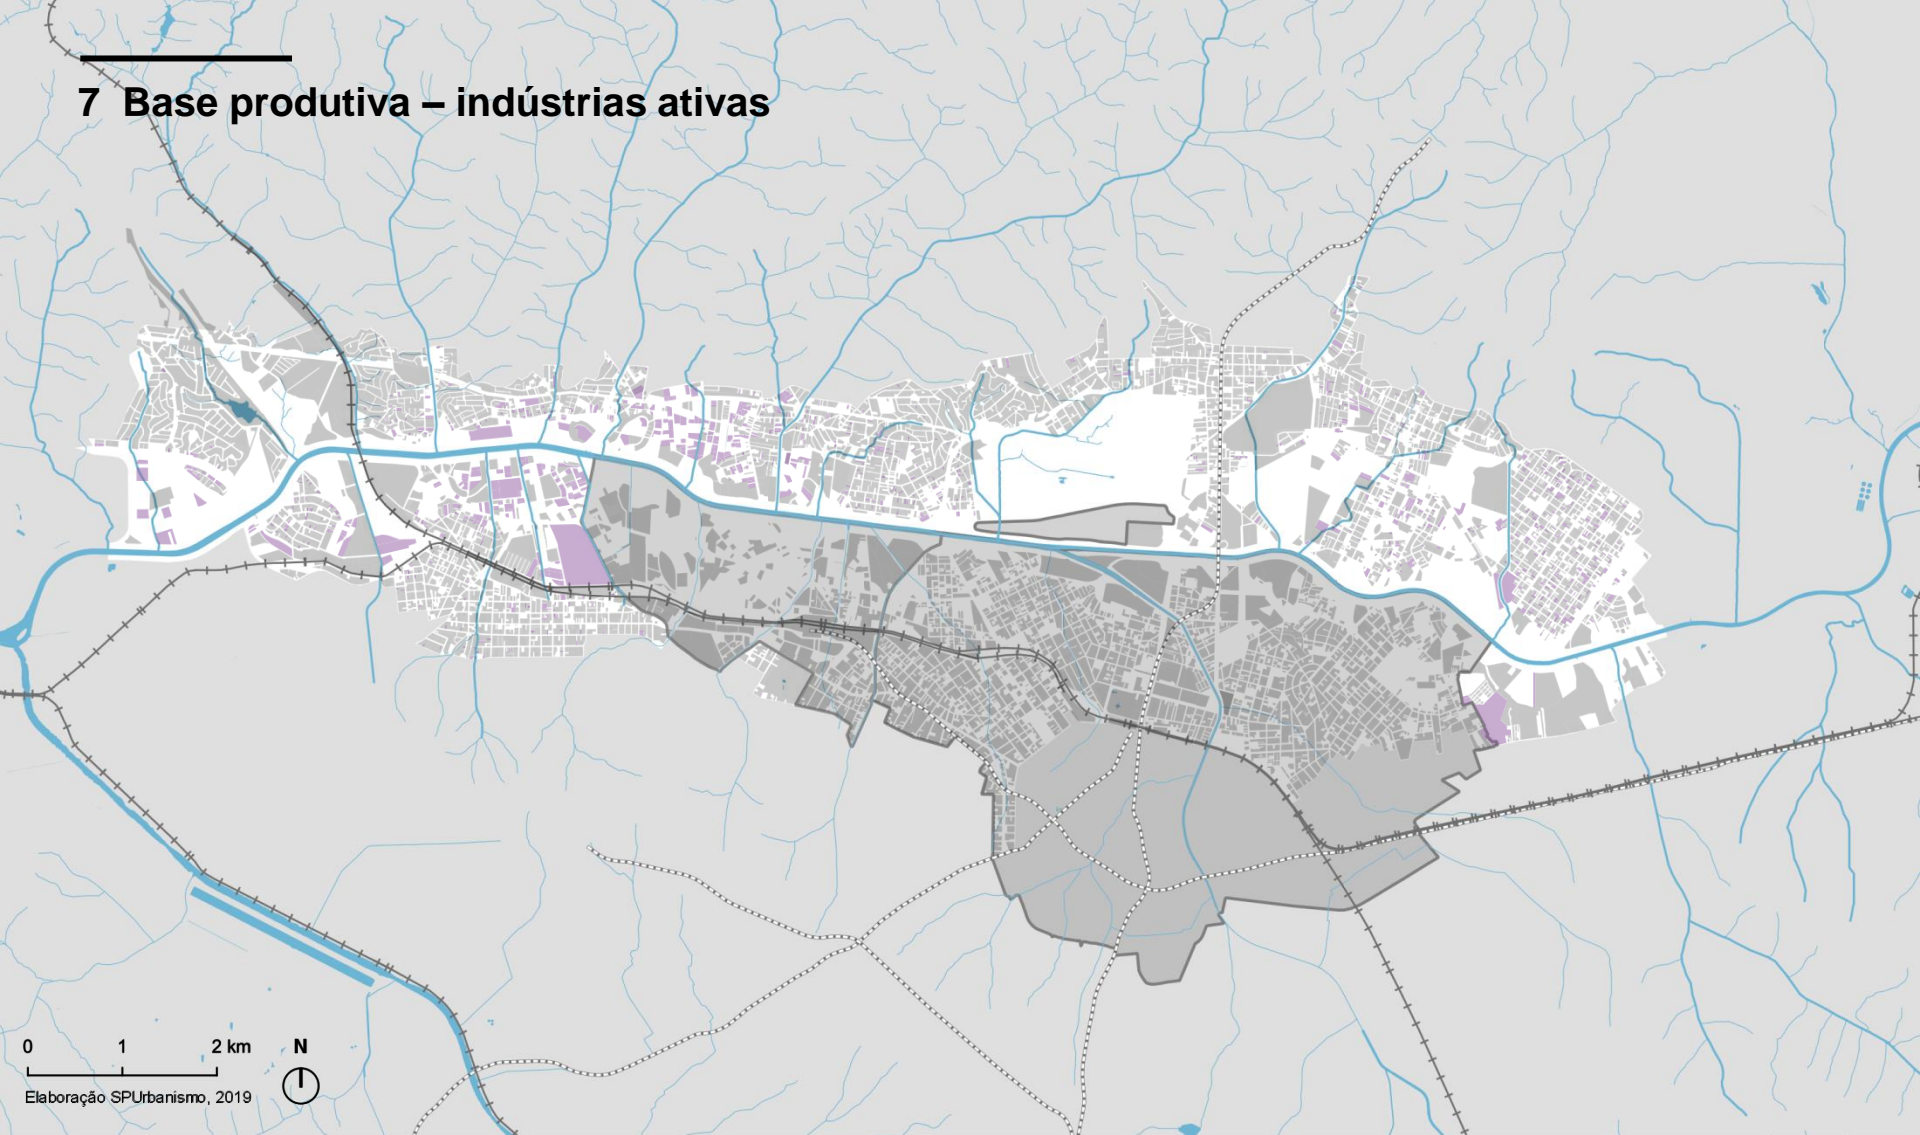 7 Base produtiva – indústrias ativas
0 1 2 km N
Elaboração SPUrbanismo, 2019